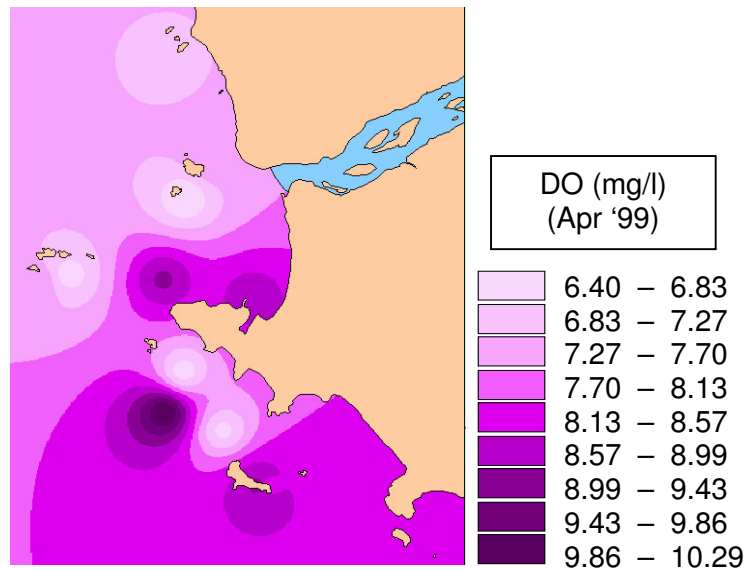 DO (mg/l)
(Apr ‘99)
6.40 – 6.83
6.83 – 7.27
7.27 – 7.70
7.70 – 8.13
8.13 – 8.57
8.57 – 8.99
8.99 – 9.43
9.43 – 9.86
9.86 – 10.29